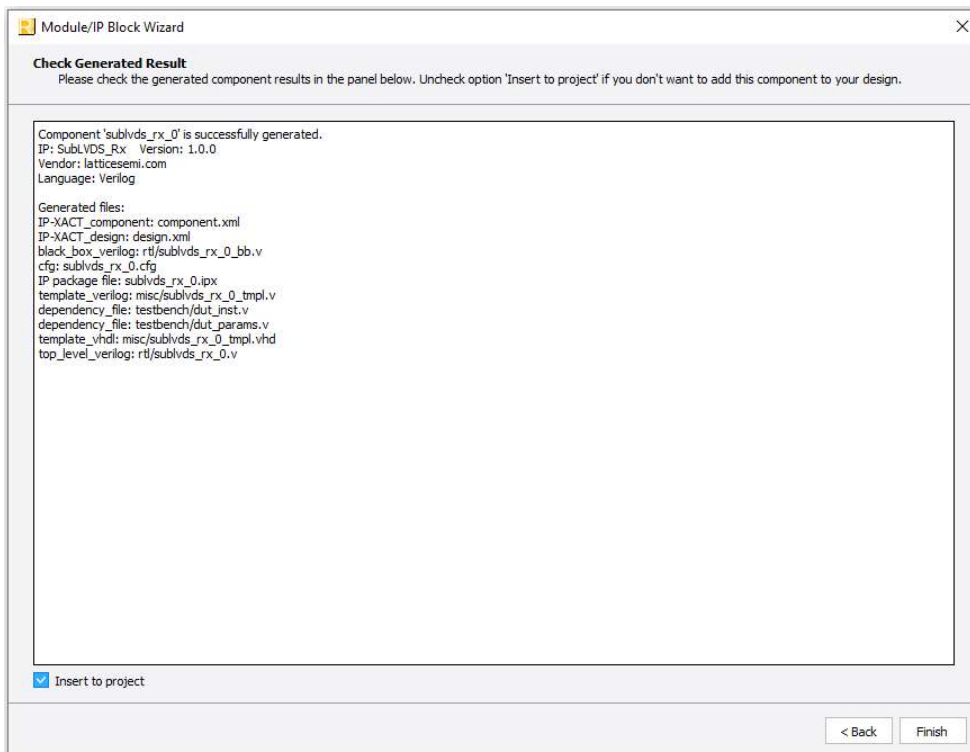 Module/IP Block Wizard
Check Generated Result
Please check the generated component results in the panel below. Uncheck option 'Insert to project' if you don't want to add this component to your design.
Component 'sublvds_rx_0' is successfully generated.
IP: SubLVDS_Rx Version: 1.0.0
Vendor: latticesemi.com
Language: Verilog
Generated files:
IP-XACT_component: component.xml
IP-XACT_design: design.xml
black_box_verilog: rtl/sublvds_rx_0_bb.v
cfg: sublvds_rx_0.cfg
IP package file: sublvds_rx_0.ipx
template_verilog: misc/sublvds_rx_0_tmpl.v
dependency_file: testbench/dut_inst.v
dependency_file: testbench/dut_params.v
template_vhdl: misc/sublvds_rx_0_tmpl.vhd
top_level_verilog: rtl/sublvds_rx_0.v
Insert to project
< Back Finish